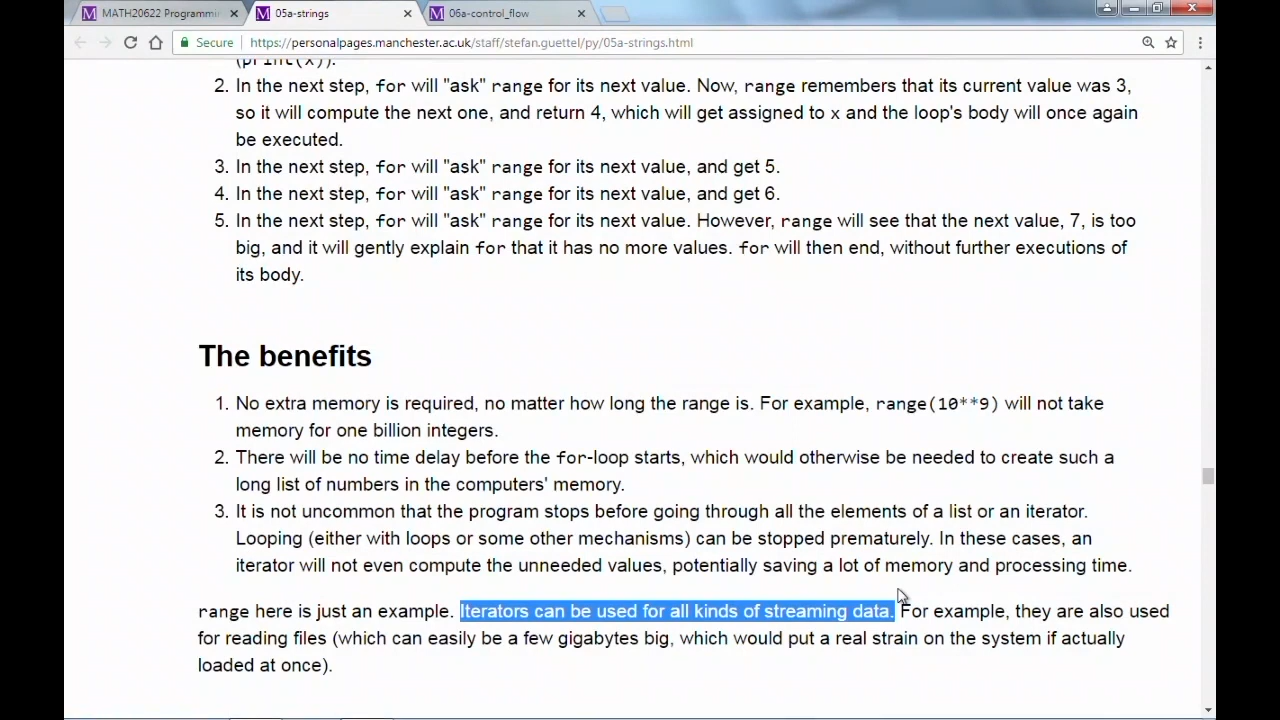 MATH20622 Programmi
05a-strings
06a-control_flow
Secure https://personalpages.manchester.ac.uk/staff/stefan.guettel/py/05a-strings.html
(print(x)).
2. In the next step, for will "ask" range for its next value. Now, range remembers that its current value was 3,
so it will compute the next one, and return 4, which will get assigned to x and the loop's body will once again
be executed.
3. In the next step, for will "ask" range for its next value, and get 5.
4. In the next step, for will "ask" range for its next value, and get 6.
5. In the next step, for will "ask" range for its next value. However, range will see that the next value, 7, is too
big, and it will gently explain for that it has no more values. for will then end, without further executions of
its body.
The benefits
1. No extra memory is required, no matter how long the range is. For example, range(10**9) will not take
memory for one billion integers.
2. There will be no time delay before the for-loop starts, which would otherwise be needed to create such a
long list of numbers in the computers' memory.
3. It is not uncommon that the program stops before going through all the elements of a list or an iterator.
Looping (either with loops or some other mechanisms) can be stopped prematurely. In these cases, an
iterator will not even compute the unneeded values, potentially saving a lot of memory and processing time.
range here is just an example. Iterators can be used for all kinds of streaming data. For example, they are also used
for reading files (which can easily be a few gigabytes big, which would put a real strain on the system if actually
loaded at once).